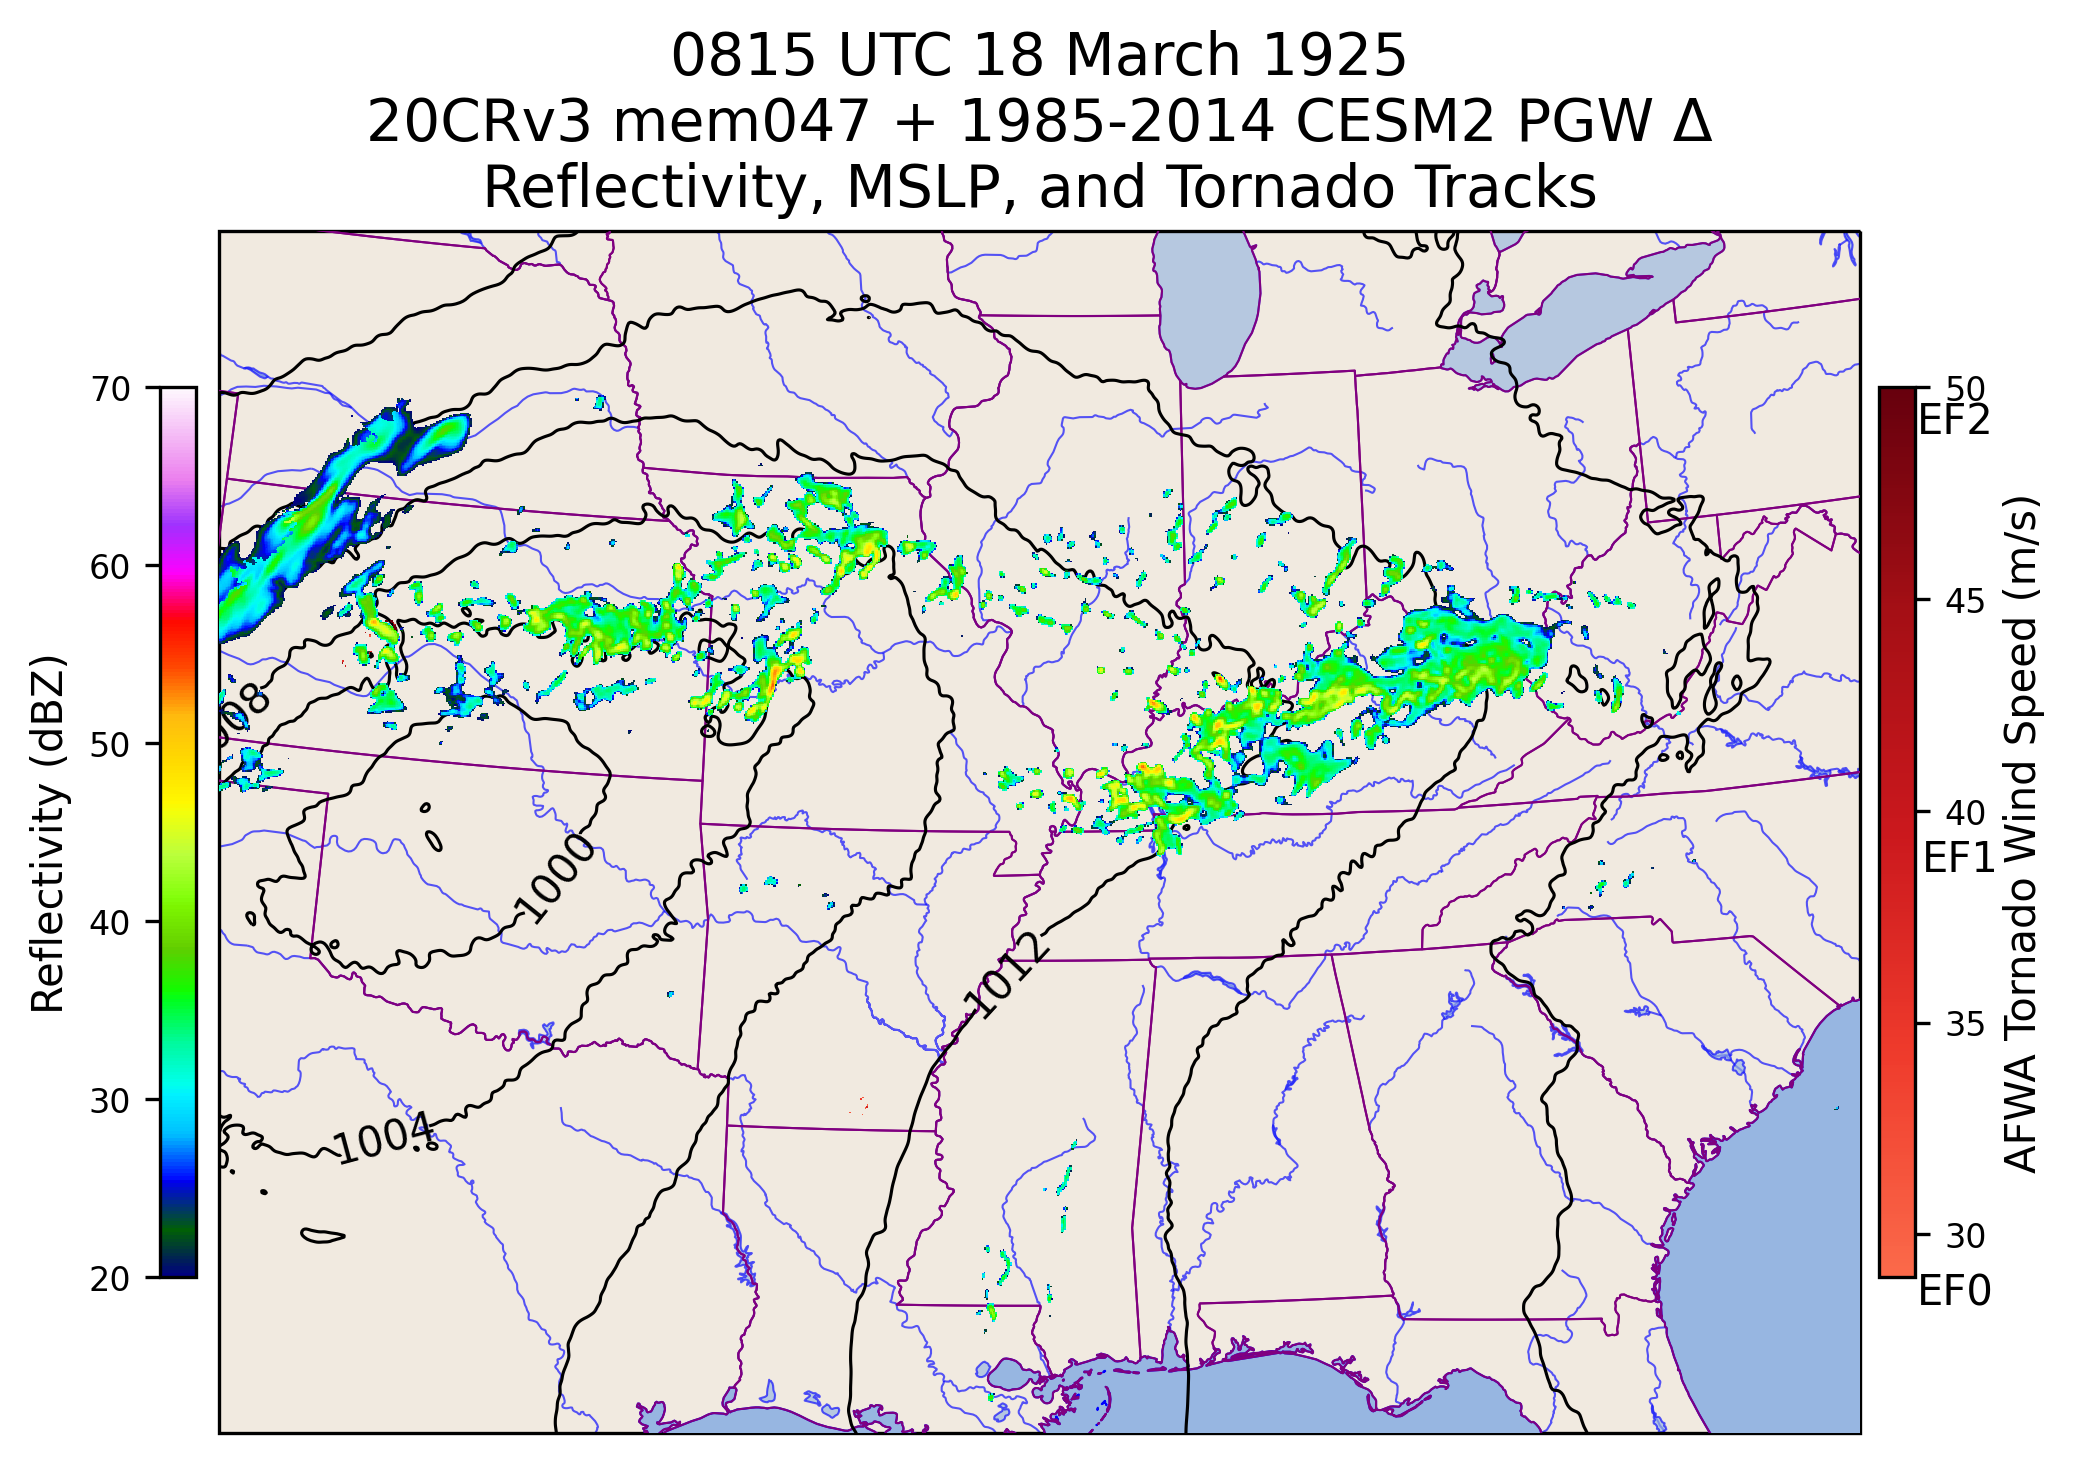 0815 UTC 18 March 1925
20CRv3 mem047 + 1985-2014 CESM2 PGW Δ
Reflectivity, MSLP, and Tornado Tracks
70
60
50
40
30
20
Reflectivity (dBZ)
08
1000
1012
1004
50
EF2
45
40
EF1
35
30
EF0
AFWA Tornado Wind Speed (m/s)